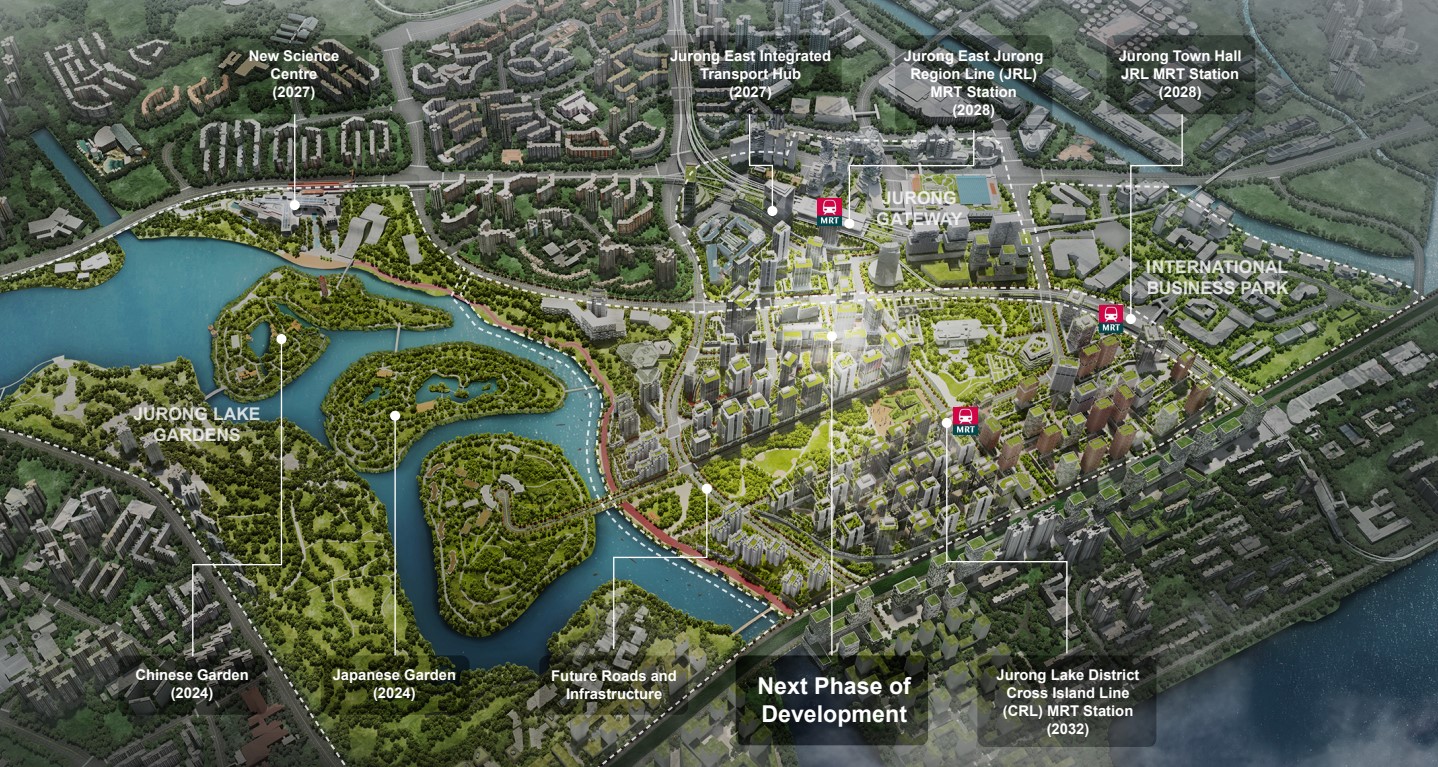 New Science
Centre
(2027)
Jurong East Integrated
Transport Hub
(2027)
Jurong East Jurong
Region Line (JRL)
MRT Station
(2028)
Jurong Town Hall
JRL MRT Station
(2028)
MRT
JURONG
GATEWAY
INTERNATIONAL
BUSINESS PARK
MRT
JURONG LAKE
GARDENS
MRT
Chinese Garden
(2024)
Japanese Garden
(2024)
Future Roads and
Infrastructure
Next Phase of
Development
Jurong Lake District
Cross Island Line
(CRL) MRT Station
(2032)